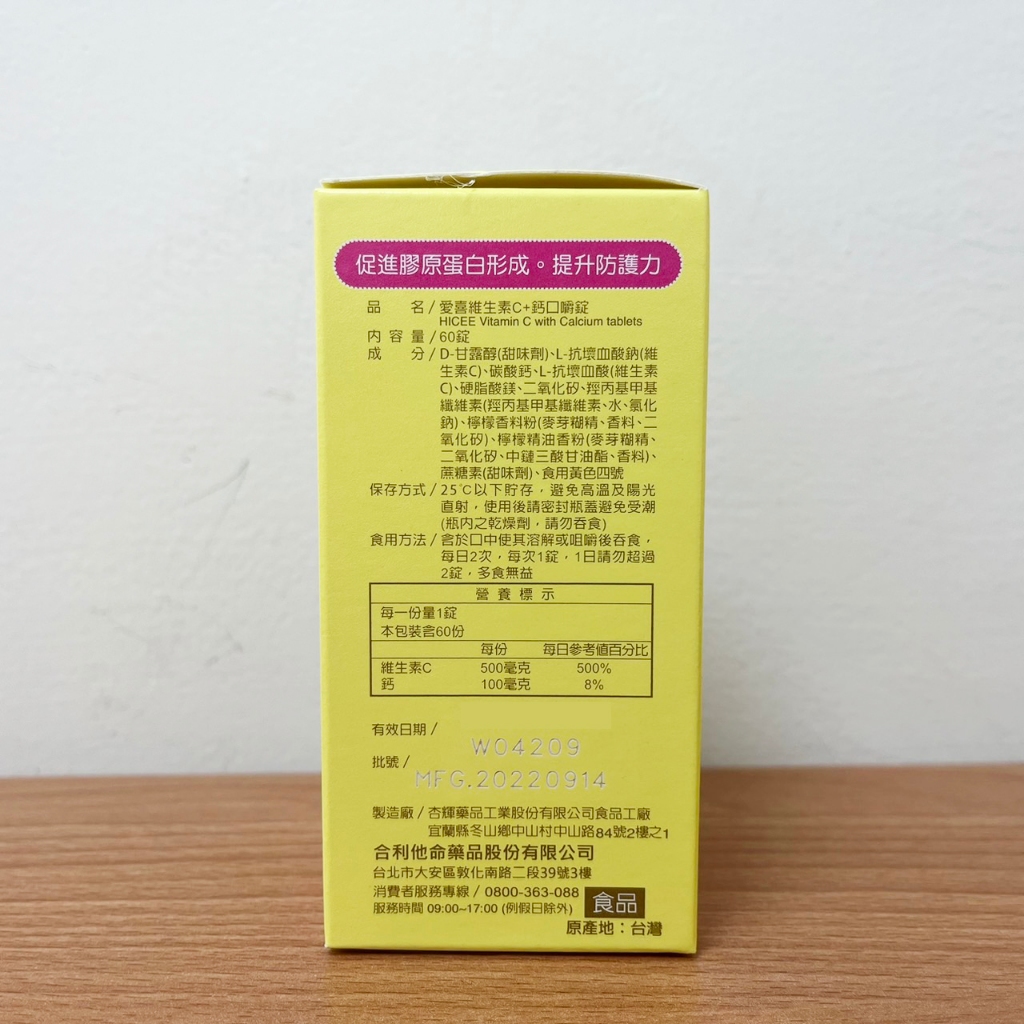 促進膠原蛋白形成。提升防護力
品 名/愛喜維生素C+鈣口嚼錠
HICEE Vitamin C with Calcium tablets
內容量/60錠
成 分/D-甘露醇(甜味劑)、L-抗壞血酸鈉(維
生素C)、碳酸鈣、L-抗壞血酸(維生素
C)、硬脂酸鎂、二氧化矽、羥丙基甲基
纖維素(羥丙基甲基纖維素、水、氯化
鈉)、檸檬香料粉(麥芽糊精、香料、二
氧化矽)、檸檬精油香粉(麥芽糊精、
二氧化矽、中鏈三酸甘油酯、香料)、
蔗糖素(甜味劑)、食用黃色四號
保存方式/25℃以下貯存，避免高溫及陽光
直射，使用後請密封瓶蓋避免受潮
(瓶內之乾燥劑，請勿吞食)
食用方法/含於口中使其溶解或咀嚼後吞食，
每日2次，每次1錠，1日請勿超過
2錠，多食無益
營養標示
每一份量1錠
本包裝含60份
每份 每日參考值百分比
維生素C 500毫克 500%
鈣 100毫克 8%
有效日期/
W04209
批號/
MFG.20220914
製造廠/杏輝藥品工業股份有限公司食品工廠
宜蘭縣冬山鄉中山村中山路84號2樓之1
合利他命藥品股份有限公司
台北市大安區敦化南路二段39號3樓
消費者服務專線/0800-363-088
服務時間 09:00~17:00 (例假日除外)
食品
原產地：台灣